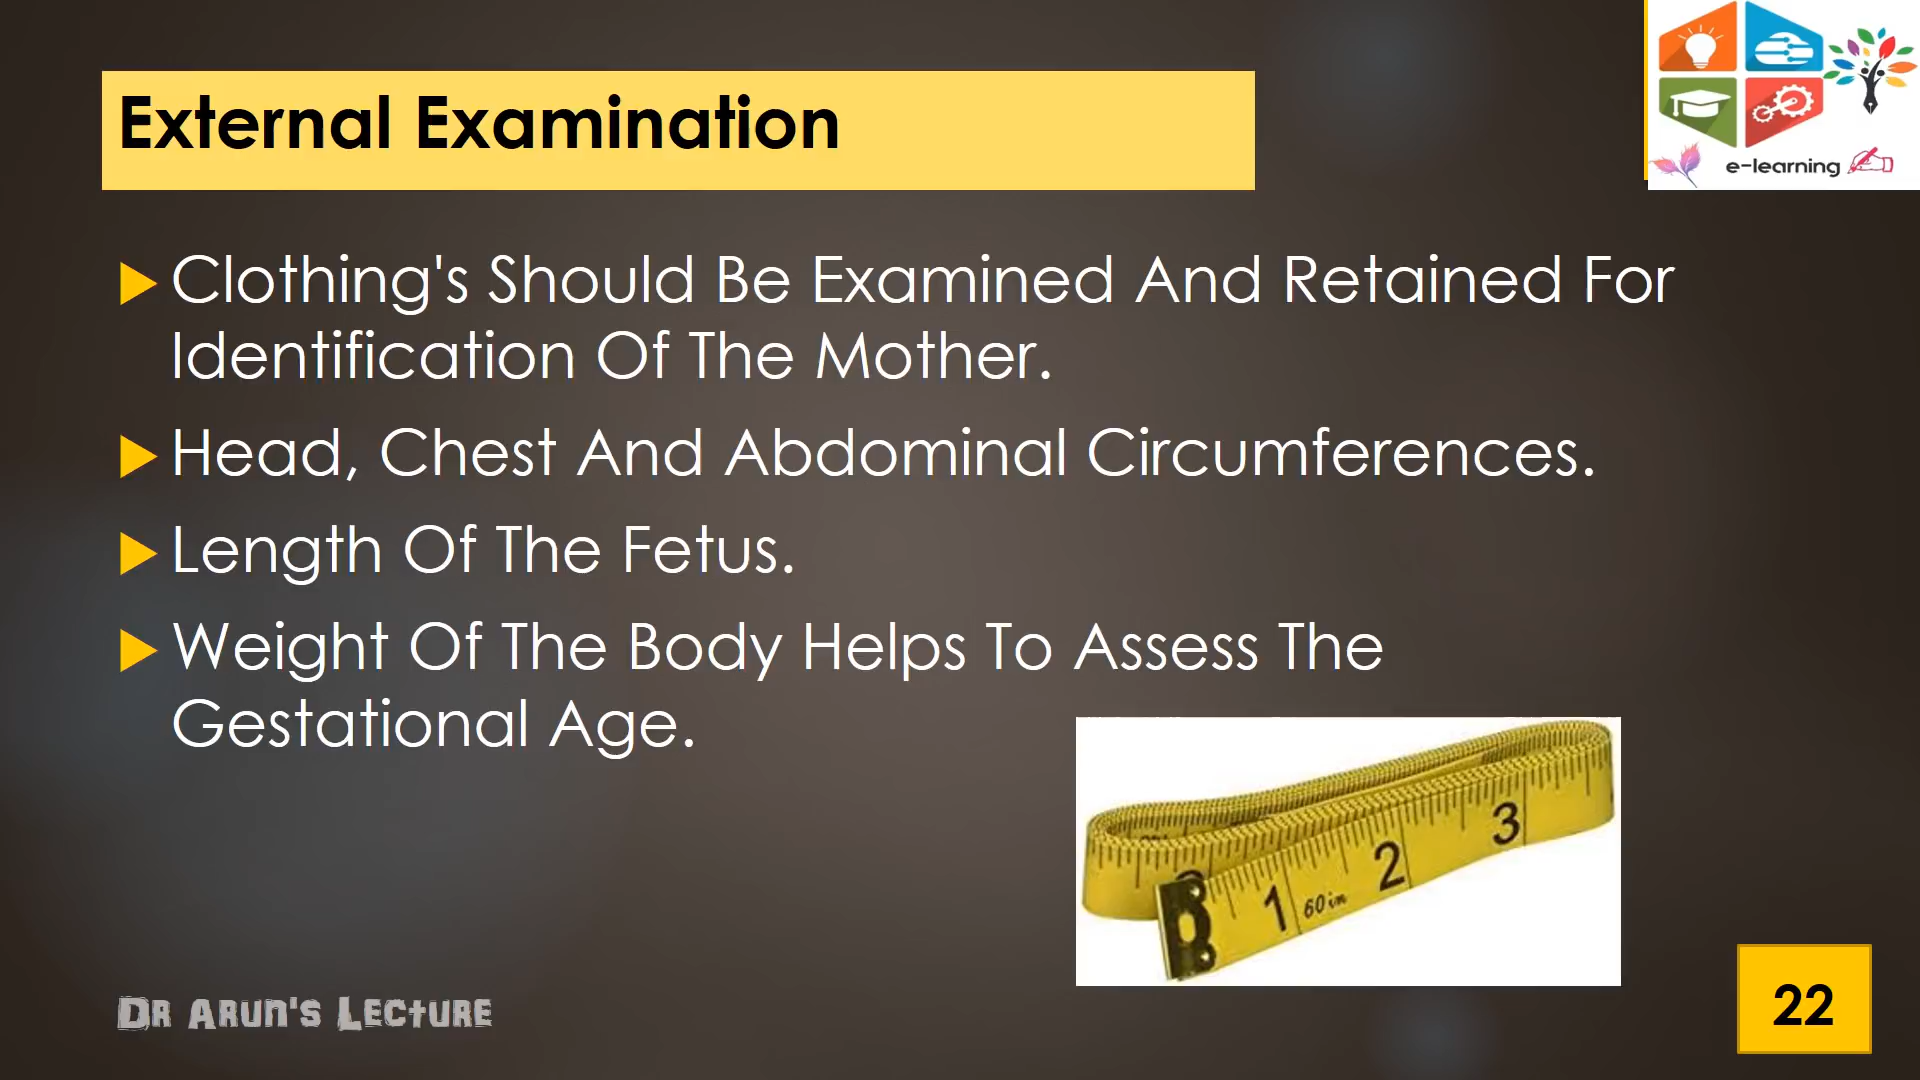 External Examination
e-learning
Clothing's Should Be Examined And Retained For
Identification Of The Mother.
Head, Chest And Abdominal Circumferences.
Length Of The Fetus.
Weight Of The Body Helps To Assess The
Gestational Age.
1 60 in 2 3
Dr Arun's Lecture
22